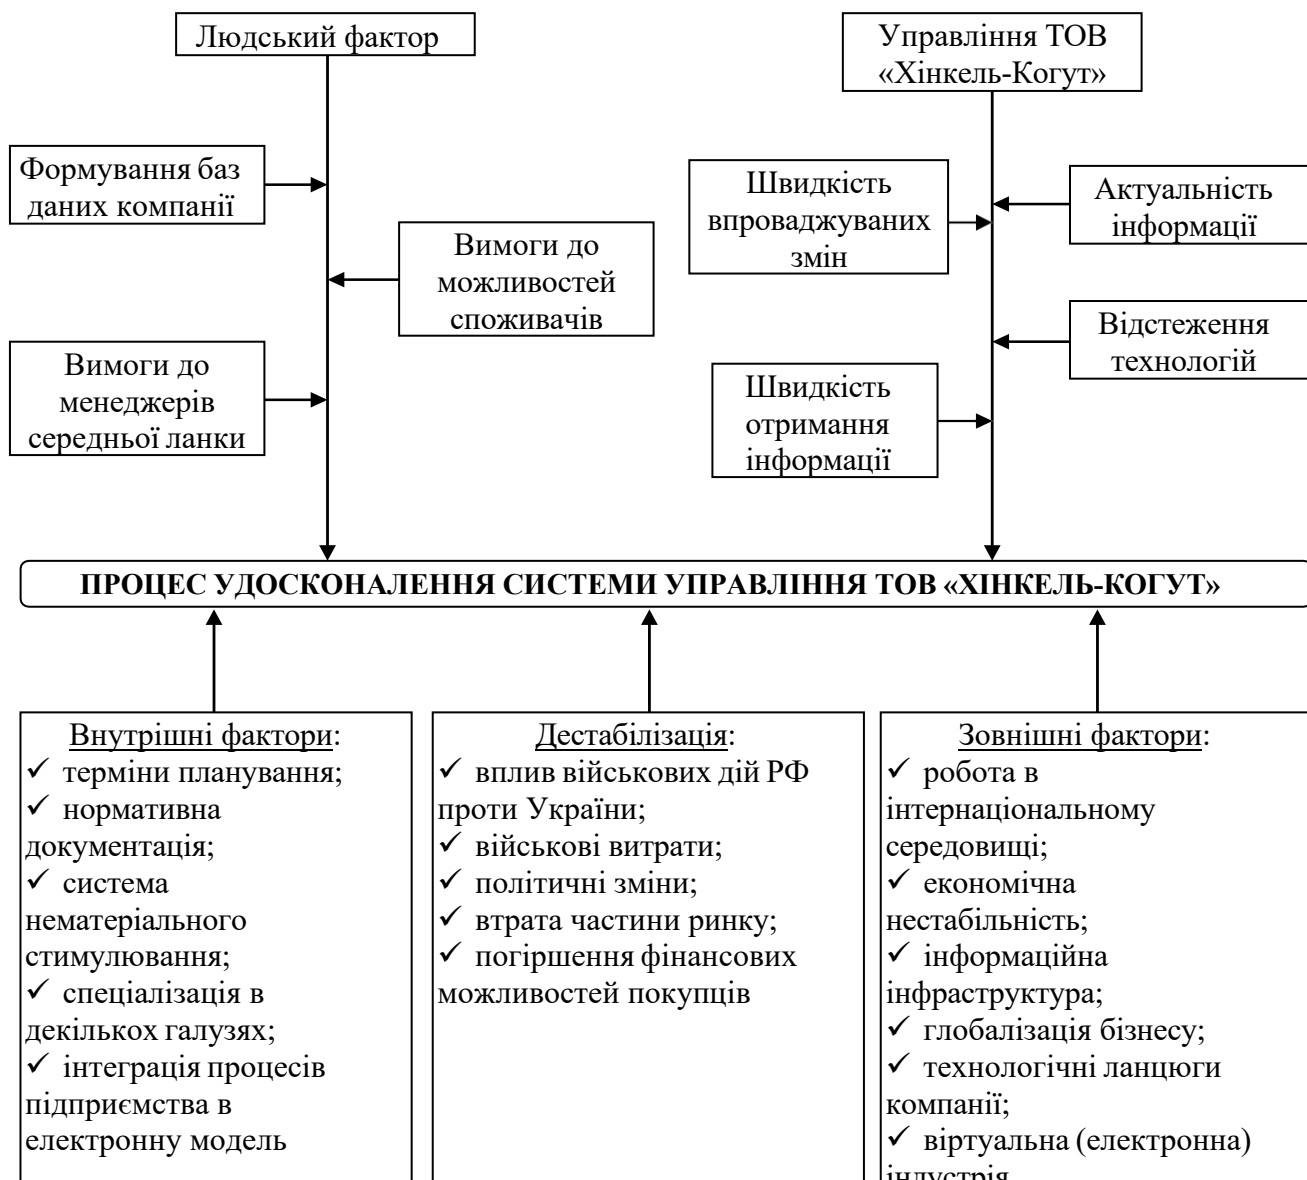 Людський фактор
Управління ТОВ
«Хінкель-Когут»
Формування баз
даних компанії
Вимоги до
можливостей
споживачів
Вимоги до
менеджерів
середньої ланки
Швидкість
впроваджуваних
змін
Актуальність
інформації
Відстеження
технологій
Швидкість
отримання
інформації
ПРОЦЕС УДОСКОНАЛЕННЯ СИСТЕМИ УПРАВЛІННЯ ТОВ «ХІНКЕЛЬ-КОГУТ»
Внутрішні фактори:
✓ терміни планування;
✓ нормативна
документація;
✓ система
нематеріального
стимулювання;
✓ спеціалізація в
декількох галузях;
✓ інтеграція процесів
підприємства в
електронну модель
Дестабілізація:
✓ вплив військових дій РФ
проти України;
✓ військові витрати;
✓ політичні зміни;
✓ втрата частини ринку;
✓ погіршення фінансових
можливостей покупців
Зовнішні фактори:
✓ робота в
інтернаціональному
середовищі;
✓ економічна
нестабільність;
✓ інформаційна
інфраструктура;
✓ глобалізація бізнесу;
✓ технологічні ланцюги
компанії;
✓ віртуальна (електронна)
індустрія